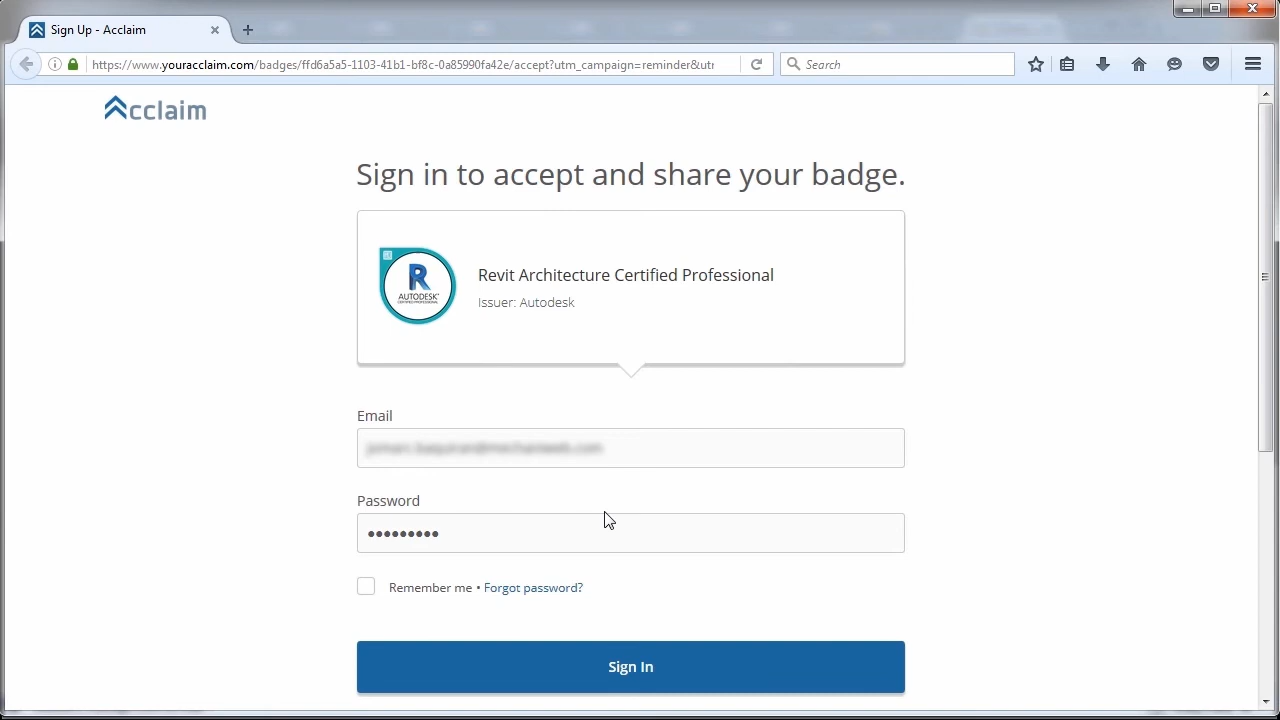 Sign Up - Acclaim
https://www.youracclaim.com/badges/ffd6a5a5-1103-41b1-bf8c-0a85990fa42e/accept?utm_campaign=reminder&utr
Search
cclaim
Sign in to accept and share your badge.
R
AUTODESK
Revit Architecture Certified Professional
Issuer: Autodesk
Email
Password
Remember me • Forgot password?
Sign In